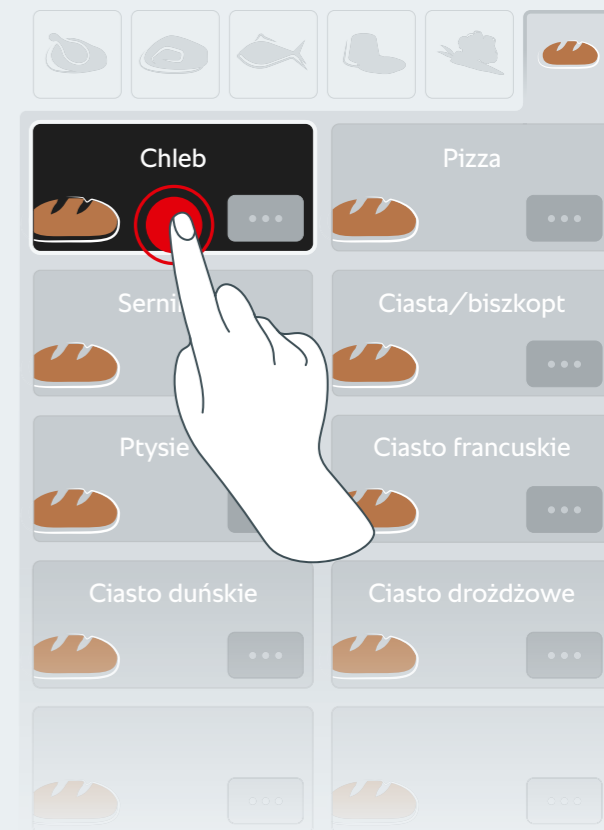 Chleb
Pizza
Ciasta/biszkopt
Ptysie
Ciasto francuskie
Ciasto duńskie
Ciasto drożdżowe